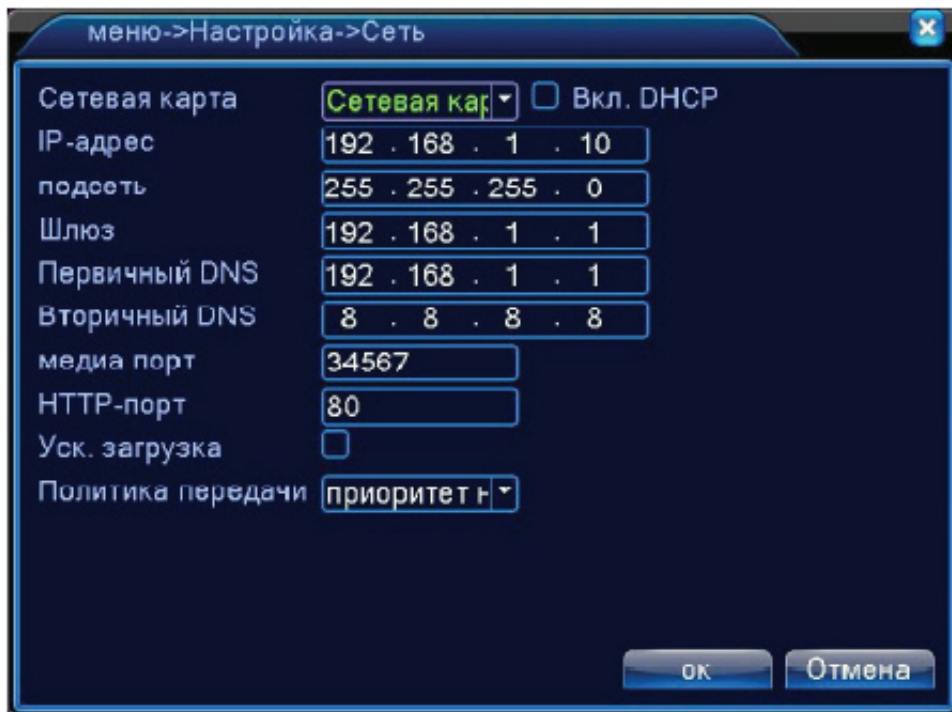 меню->Настройка->Сеть
Сетевая карта Сетевая кар Вкл. DHCP
IP-адрес 192 . 168 . 1 . 10
подсеть 255 . 255 . 255 . 0
Шлюз 192 . 168 . 1 . 1
Первичный DNS 192 . 168 . 1 . 1
Вторичный DNS 8 . 8 . 8 . 8
медиа порт 34567
HTTP-порт 80
Уск. загрузка
Политика передачи приоритет н
ок Отмена